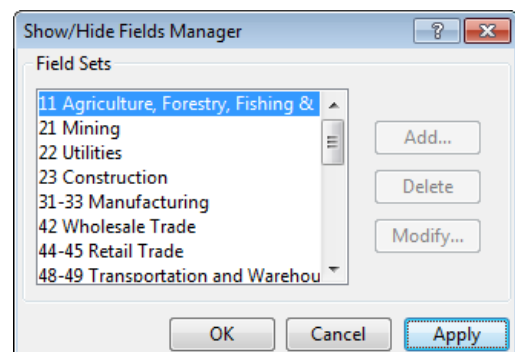 Show/Hide Fields Manager
Field Sets
11 Agriculture, Forestry, Fishing &
21 Mining
22 Utilities
23 Construction
31-33 Manufacturing
42 Wholesale Trade
44-45 Retail Trade
48-49 Transportation and Warehou
Add...
Delete
Modify...
OK
Cancel
Apply